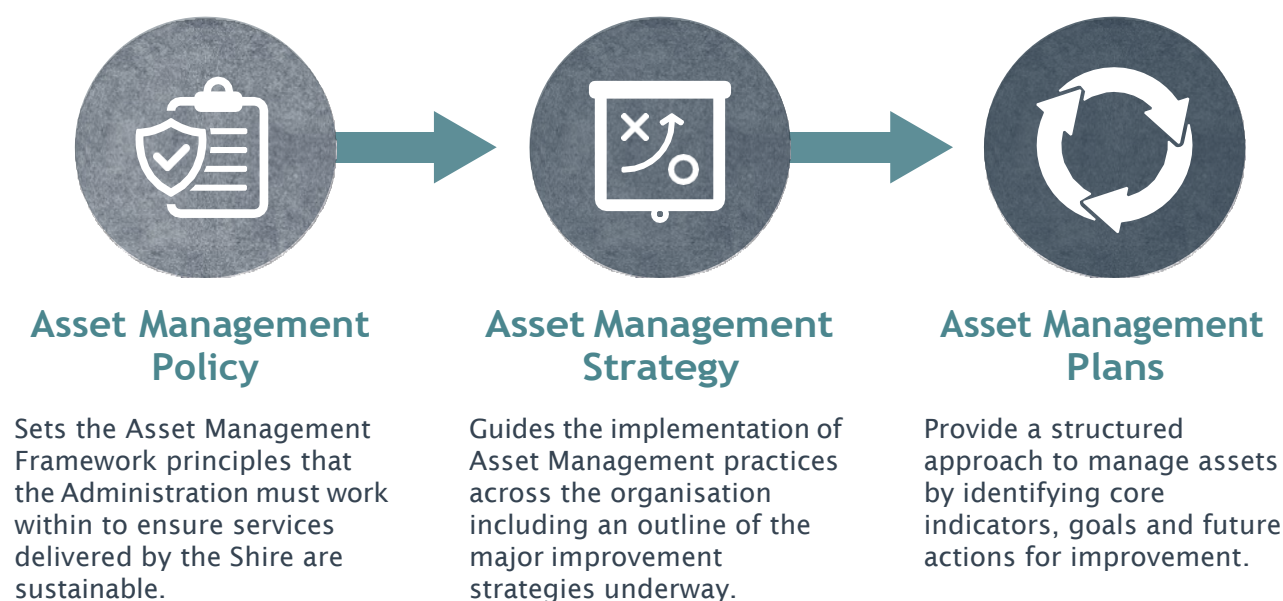 Asset Management
Policy
Sets the Asset Management
Framework principles that
the Administration must work
within to ensure services
delivered by the Shire are
sustainable.
Asset Management
Strategy
Guides the implementation of
Asset Management practices
across the organisation
including an outline of the
major improvement
strategies underway.
Asset Management
Plans
Provide a structured
approach to manage assets
by identifying core
indicators, goals and future
actions for improvement.